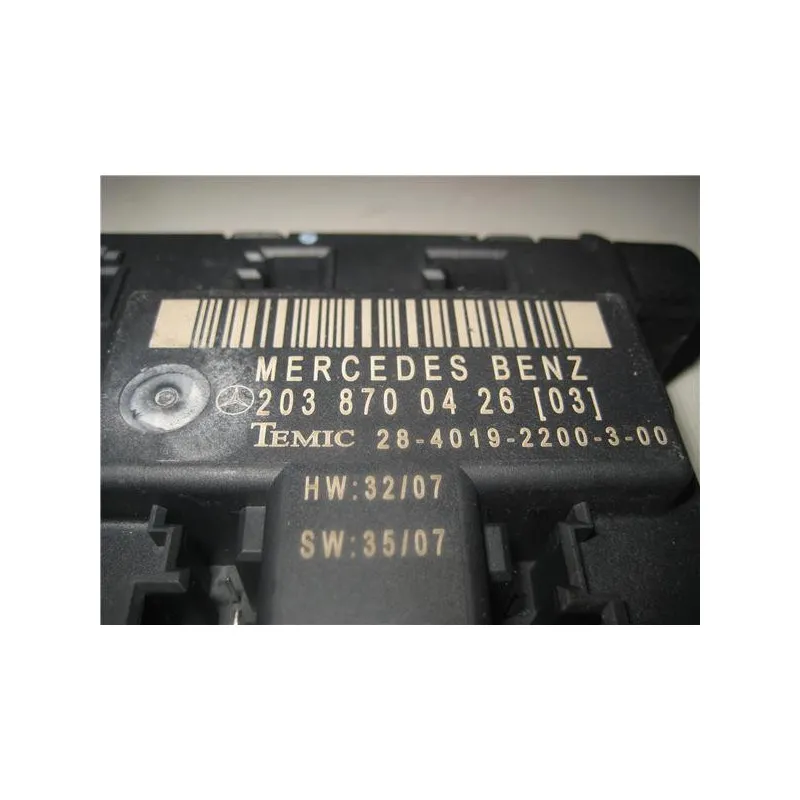 MERCEDES BENZ
203 870 04 26 [03]
TEMIC 28-4019-2200-3-00
HW:32/07
SW:35/07